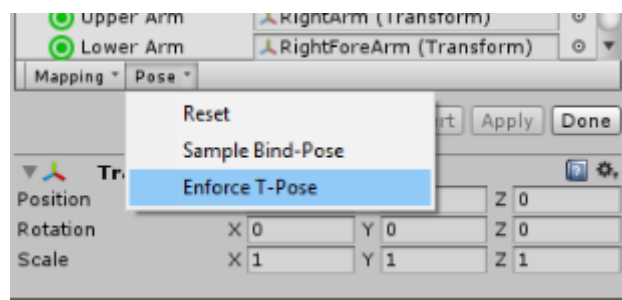 Upper Arm RightArm (Transform)
Lower Arm RightForeArm (Transform)
Mapping Pose
Reset
Apply Done
Sample Bind-Pose
Enforce T-Pose
Position Z 0
Rotation X 0 Y 0 Z 0
Scale X 1 Y 1 Z 1